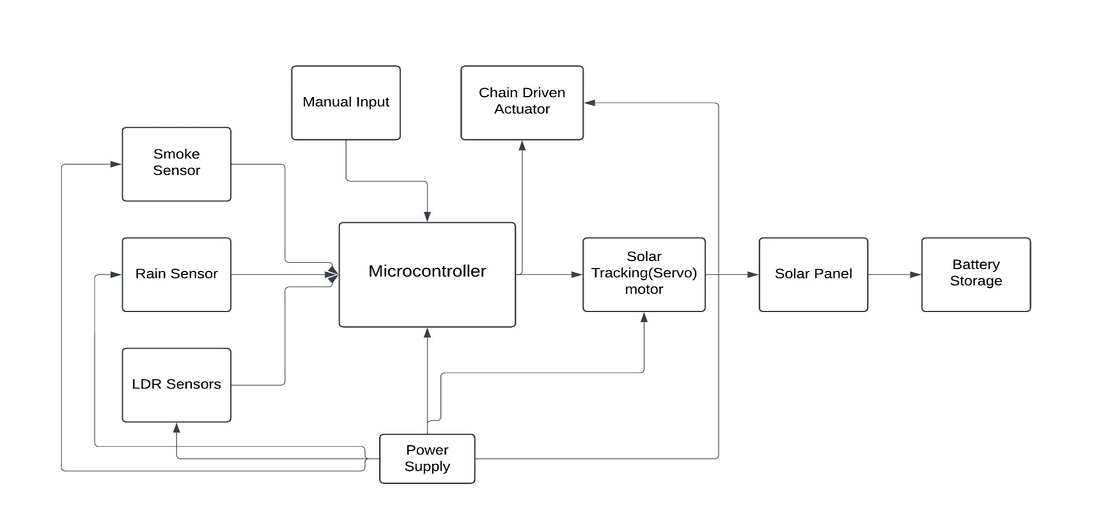 Manual Input
Chain Driven
Actuator
Smoke
Sensor
Rain Sensor
Microcontroller
Solar
Tracking(Servo)
motor
Solar Panel
Battery
Storage
LDR Sensors
Power
Supply